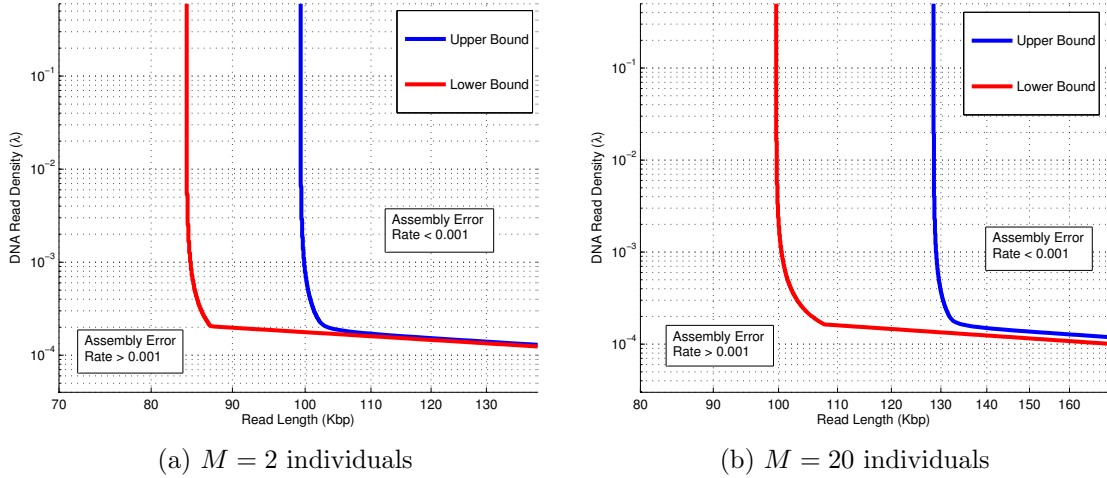 Upper Bound
Lower Bound
Assembly Error
Rate < 0.001
Assembly Error
Rate > 0.001
DNA Read Density (λ)
10⁻¹
10⁻²
10⁻³
10⁻⁴
70 80 90 100 110 120 130
Read Length (Kbp)
(a) M = 2 individuals
Upper Bound
Lower Bound
Assembly Error
Rate < 0.001
Assembly Error
Rate > 0.001
DNA Read Density (λ)
10⁻¹
10⁻²
10⁻³
10⁻⁴
80 90 100 110 120 130 140 150 160
Read Length (Kbp)
(b) M = 20 individuals